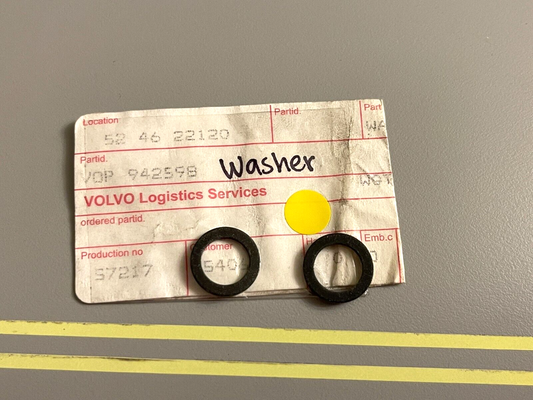 Location
Partid.
Part
52 46 22120
WA
Partid.
VOP 942598
Washer
VOLVO Logistics Services
ordered partid.
Production no
Emb.c
57217